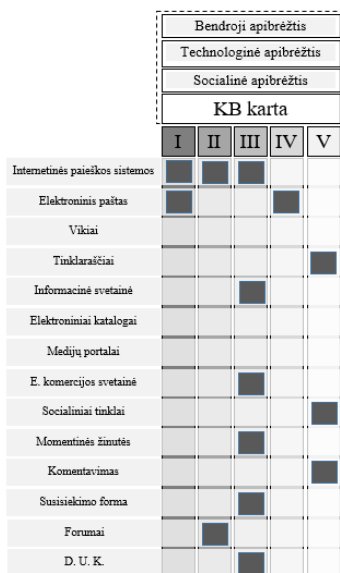 Bendroji apibrėžtis
Technologinė apibrėžtis
Socialinė apibrėžtis
KB karta
I II III IV V
Internetinės paieškos sistemos
Elektroninis paštas
Vikiai
Tinklaraščiai
Informacinė svetainė
Elektroniniai katalogai
Medijų portalai
E. komercijos svetainė
Socialiniai tinklai
Momentinės žinutės
Komentavimas
Susisiekimo forma
Forumai
D. U. K.